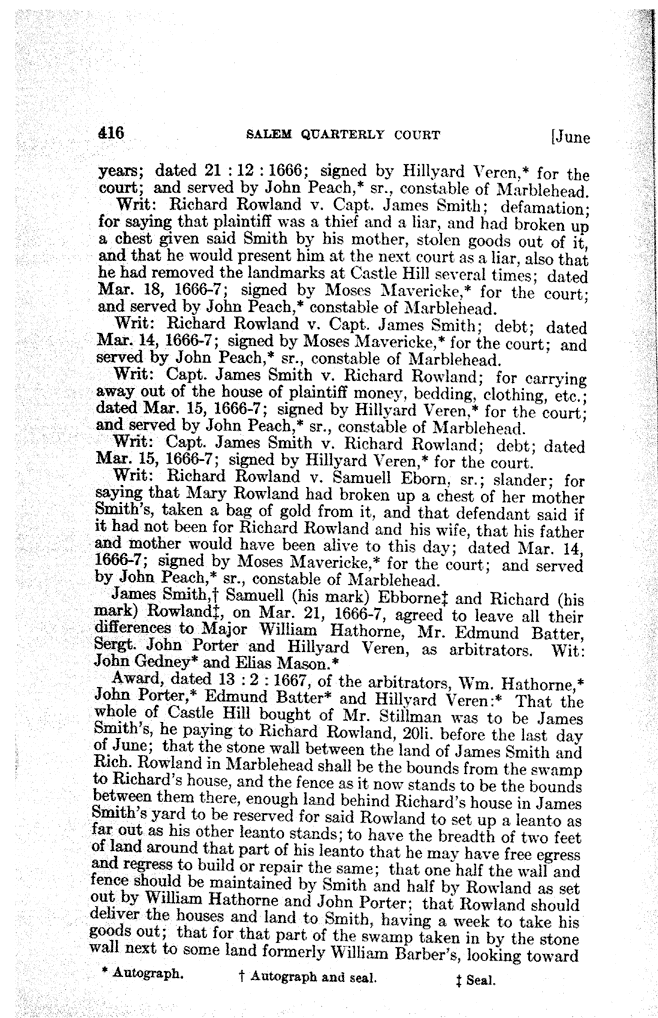 416 SALEM QUARTERLY COURT [June
years; dated 21 : 12 : 1666; signed by Hillyard Veren,* for the
court; and served by John Peach,* sr., constable of Marblehead.
Writ: Richard Rowland v. Capt. James Smith; defamation;
for saying that plaintiff was a thief and a liar, and had broken up
a chest given said Smith by his mother, stolen goods out of it,
and that he would present him at the next court as a liar, also that
he had removed the landmarks at Castle Hill several times; dated
Mar. 18, 1666-7; signed by Moses Mavericke,* for the court;
and served by John Peach,* constable of Marblehead.
Writ: Richard Rowland v. Capt. James Smith; debt; dated
Mar. 14, 1666-7; signed by Moses Mavericke,* for the court; and
served by John Peach,* sr., constable of Marblehead.
Writ: Capt. James Smith v. Richard Rowland; for carrying
away out of the house of plaintiff money, bedding, clothing, etc.;
dated Mar. 15, 1666-7; signed by Hillyard Veren,* for the court;
and served by John Peach,* sr., constable of Marblehead.
Writ: Capt. James Smith v. Richard Rowland; debt; dated
Mar. 15, 1666-7; signed by Hillyard Veren,* for the court.
Writ: Richard Rowland v. Samuell Eborn, sr.; slander; for
saying that Mary Rowland had broken up a chest of her mother
Smith's, taken a bag of gold from it, and that defendant said if
it had not been for Richard Rowland and his wife, that his father
and mother would have been alive to this day; dated Mar. 14,
1666-7; signed by Moses Mavericke,* for the court; and served
by John Peach,* sr., constable of Marblehead.
James Smith,† Samuell (his mark) Ebborne‡ and Richard (his
mark) Rowland‡, on Mar. 21, 1666-7, agreed to leave all their
differences to Major William Hathorne, Mr. Edmund Batter,
Sergt. John Porter and Hillyard Veren, as arbitrators. Wit:
John Gedney* and Elias Mason.*
Award, dated 13 : 2 : 1667, of the arbitrators, Wm. Hathorne,*
John Porter,* Edmund Batter* and Hillyard Veren:* That the
whole of Castle Hill bought of Mr. Stillman was to be James
Smith's, he paying to Richard Rowland, 20li. before the last day
of June; that the stone wall between the land of James Smith and
Rich. Rowland in Marblehead shall be the bounds from the swamp
to Richard's house, and the fence as it now stands to be the bounds
between them there, enough land behind Richard's house in James
Smith's yard to be reserved for said Rowland to set up a leanto as
far out as his other leanto stands; to have the breadth of two feet
of land around that part of his leanto that he may have free egress
and regress to build or repair the same; that one half the wall and
fence should be maintained by Smith and half by Rowland as set
out by William Hathorne and John Porter; that Rowland should
deliver the houses and land to Smith, having a week to take his
goods out; that for that part of the swamp taken in by the stone
wall next to some land formerly William Barber's, looking toward
* Autograph. † Autograph and seal. ‡ Seal.